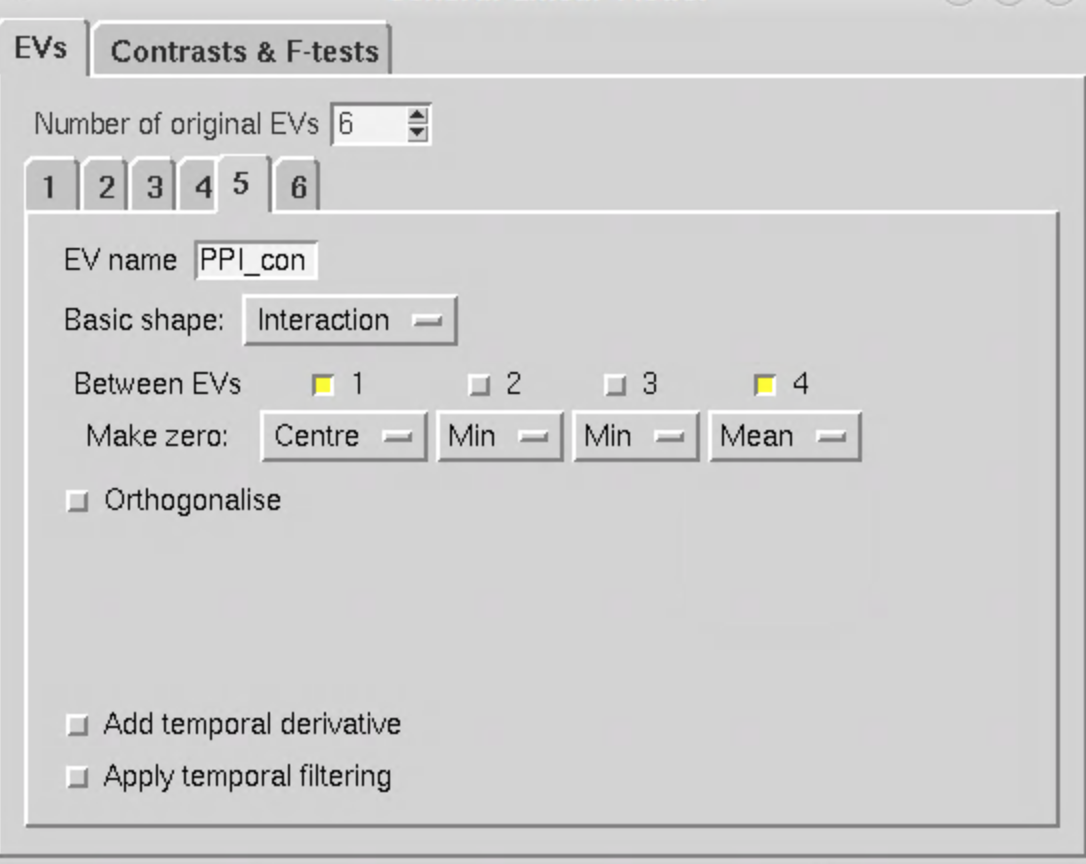 EVs Contrasts & F-tests
Number of original EVs 6
1 2 3 4 5 6
EV name PPI_con
Basic shape: Interaction
Between EVs 1 2 3 4
Make zero: Centre Min Min Mean
Orthogonalise
Add temporal derivative
Apply temporal filtering